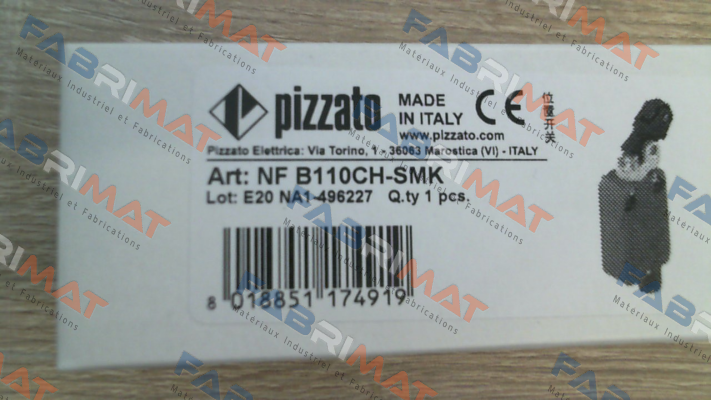 pizzato
MADE
IN ITALY
www.pizzato.com
CE
位置开关
Pizzato Elettrica: Via Torino, 1 - 36063 Marostica (VI) - ITALY
Art: NF B110CH-SMK
Lot: E20 NA1-496227 Q.ty 1 pcs.
8 018851 174919
FABRIMAT
Materiaux Industriel et Fabrications